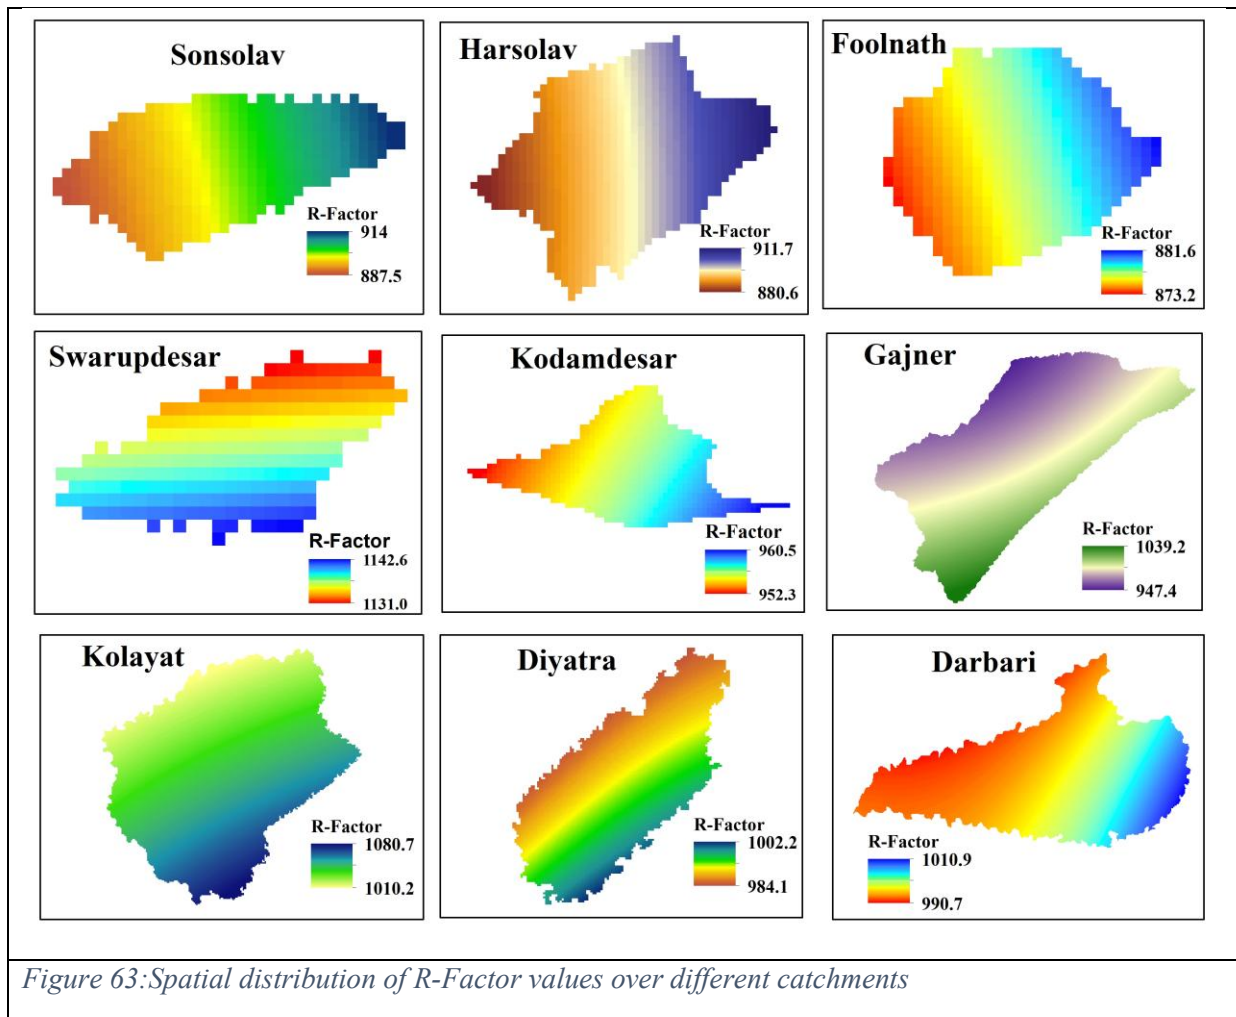 Sonsolav
R-Factor
914
887.5
Harsolav
R-Factor
911.7
880.6
Foolnath
R-Factor
881.6
873.2
Swarupdesar
R-Factor
1142.6
1131.0
Kodamdesar
R-Factor
960.5
952.3
Gajner
R-Factor
1039.2
947.4
Kolayat
R-Factor
1080.7
1010.2
Diyatra
R-Factor
1002.2
984.1
Darbari
R-Factor
1010.9
990.7
Figure 63:Spatial distribution of R-Factor values over different catchments